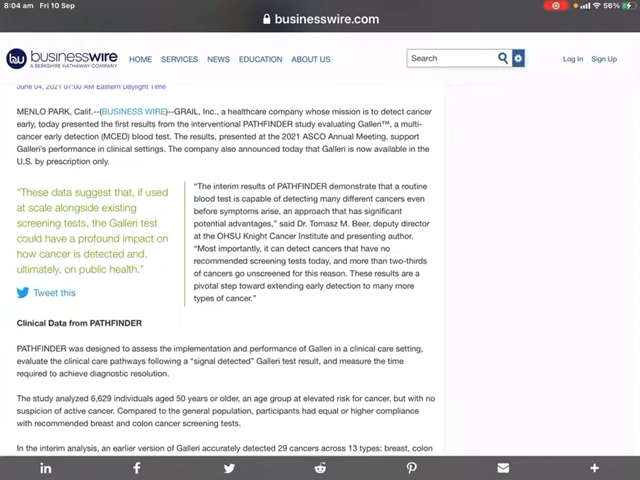 8:04 am Fri 10 Sep
56%
businesswire.com
bw businesswire
A BERKSHIRE HATHAWAY COMPANY
HOME SERVICES NEWS EDUCATION ABOUT US
Search
Log In Sign Up
June 04, 2021 07:00 AM Eastern Daylight Time
MENLO PARK, Calif.--(BUSINESS WIRE)--GRAIL, Inc., a healthcare company whose mission is to detect cancer
early, today presented the first results from the interventional PATHFINDER study evaluating Galleri™, a multi-
cancer early detection (MCED) blood test. The results, presented at the 2021 ASCO Annual Meeting, support
Galleri's performance in clinical settings. The company also announced today that Galleri is now available in the
U.S. by prescription only.
“These data suggest that, if used
at scale alongside existing
screening tests, the Galleri test
could have a profound impact on
how cancer is detected and,
ultimately, on public health.”
Tweet this
“The interim results of PATHFINDER demonstrate that a routine
blood test is capable of detecting many different cancers even
before symptoms arise, an approach that has significant
potential advantages,” said Dr. Tomasz M. Beer, deputy director
at the OHSU Knight Cancer Institute and presenting author.
“Most importantly, it can detect cancers that have no
recommended screening tests today, and more than two-thirds
of cancers go unscreened for this reason. These results are a
pivotal step toward extending early detection to many more
types of cancer.”
Clinical Data from PATHFINDER
PATHFINDER was designed to assess the implementation and performance of Galleri in a clinical care setting,
evaluate the clinical care pathways following a “signal detected” Galleri test result, and measure the time
required to achieve diagnostic resolution.
The study analyzed 6,629 individuals aged 50 years or older, an age group at elevated risk for cancer, but with no
suspicion of active cancer. Compared to the general population, participants had equal or higher compliance
with recommended breast and colon cancer screening tests.
In the interim analysis, an earlier version of Galleri accurately detected 29 cancers across 13 types: breast, colon